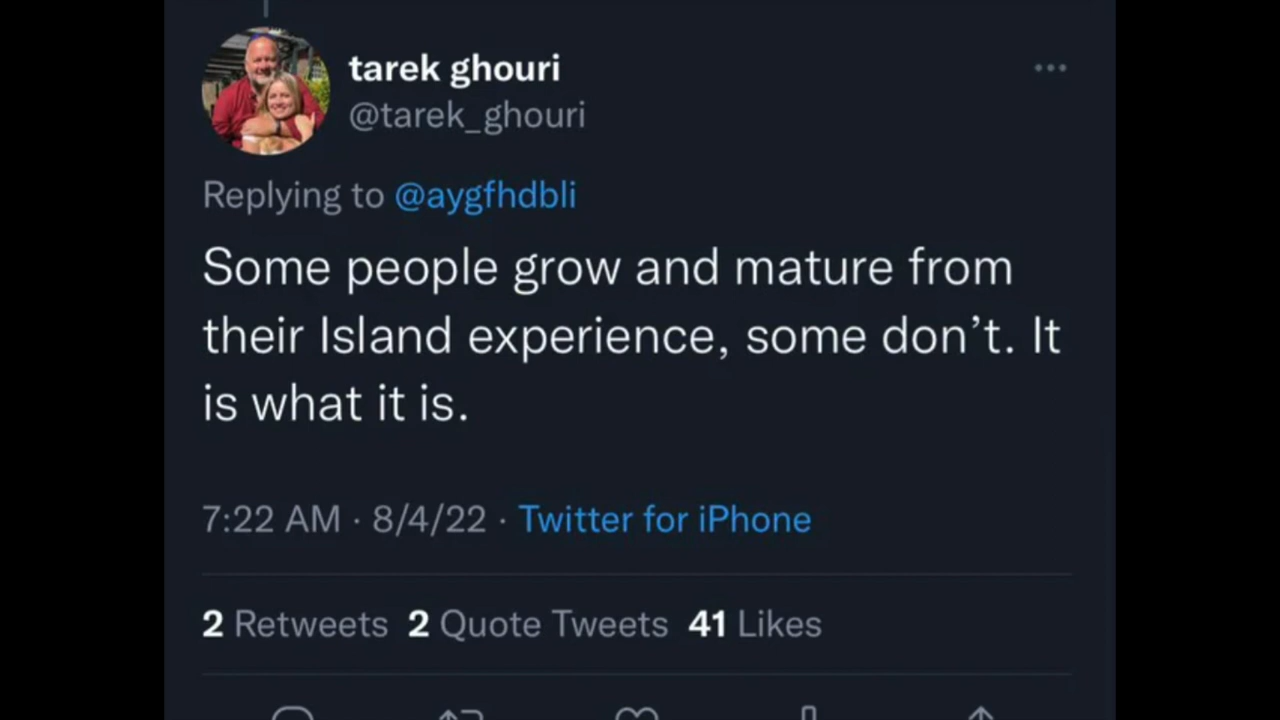 tarek ghouri
@tarek_ghouri
Replying to @aygfhdbli
Some people grow and mature from
their Island experience, some don’t. It
is what it is.
7:22 AM · 8/4/22 · Twitter for iPhone
2 Retweets 2 Quote Tweets 41 Likes